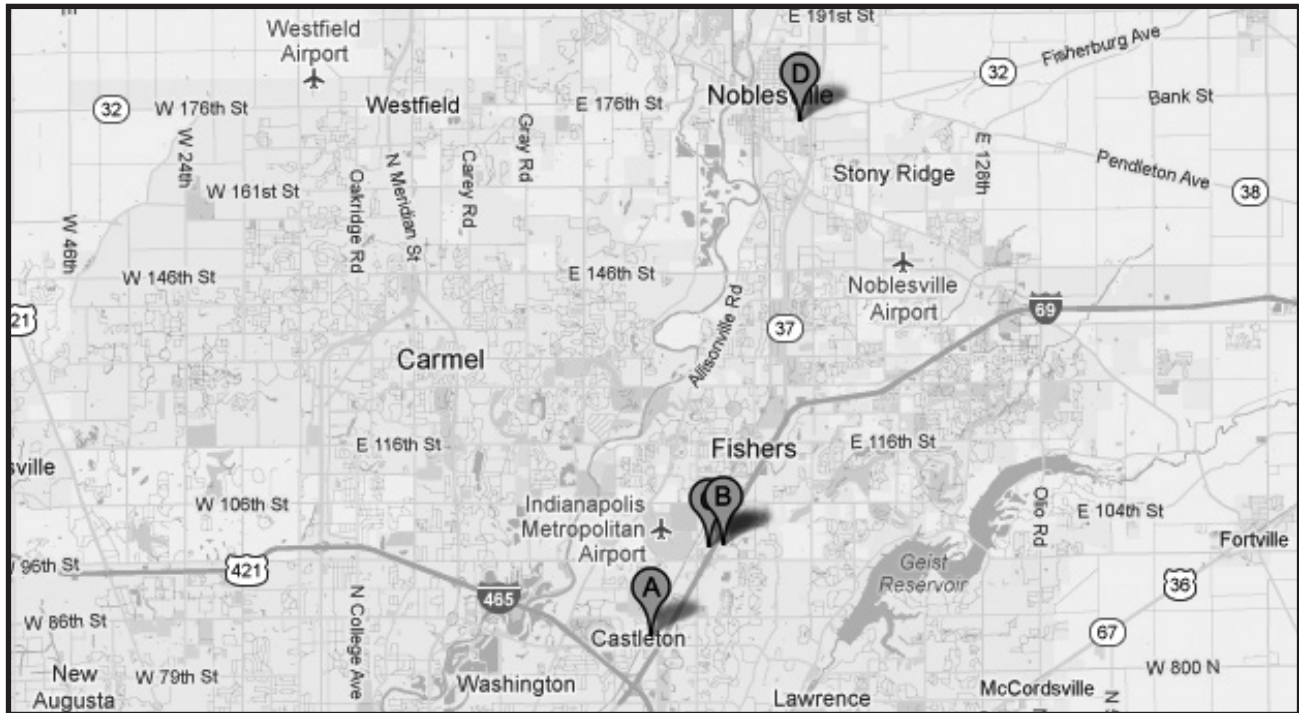 E 191st St
Westfield
Airport
Fisherburg Ave
32
D
32
W 176th St
Westfield
E 176th St
Noblesville
Bank St
Gray Rd
W 24th
N Meridian St
Carey Rd
E 128th
Pendleton Ave
Stony Ridge
W 161st St
Oakridge Rd
38
W 46th
W 146th St
E 146th St
Noblesville
Airport
Allisonville Rd
69
21
37
Carmel
E 116th St
Fishers
E 116th St
sville
W 106th St
Indianapolis
Metropolitan
Airport
B
Olio Rd
E 104th St
Fortville
W 96th St
421
Geist
Reservoir
36
A
465
N College Ave
W 86th St
Castleton
67
W 800 N
New
Augusta
W 79th St
Washington
Lawrence
McCordsville